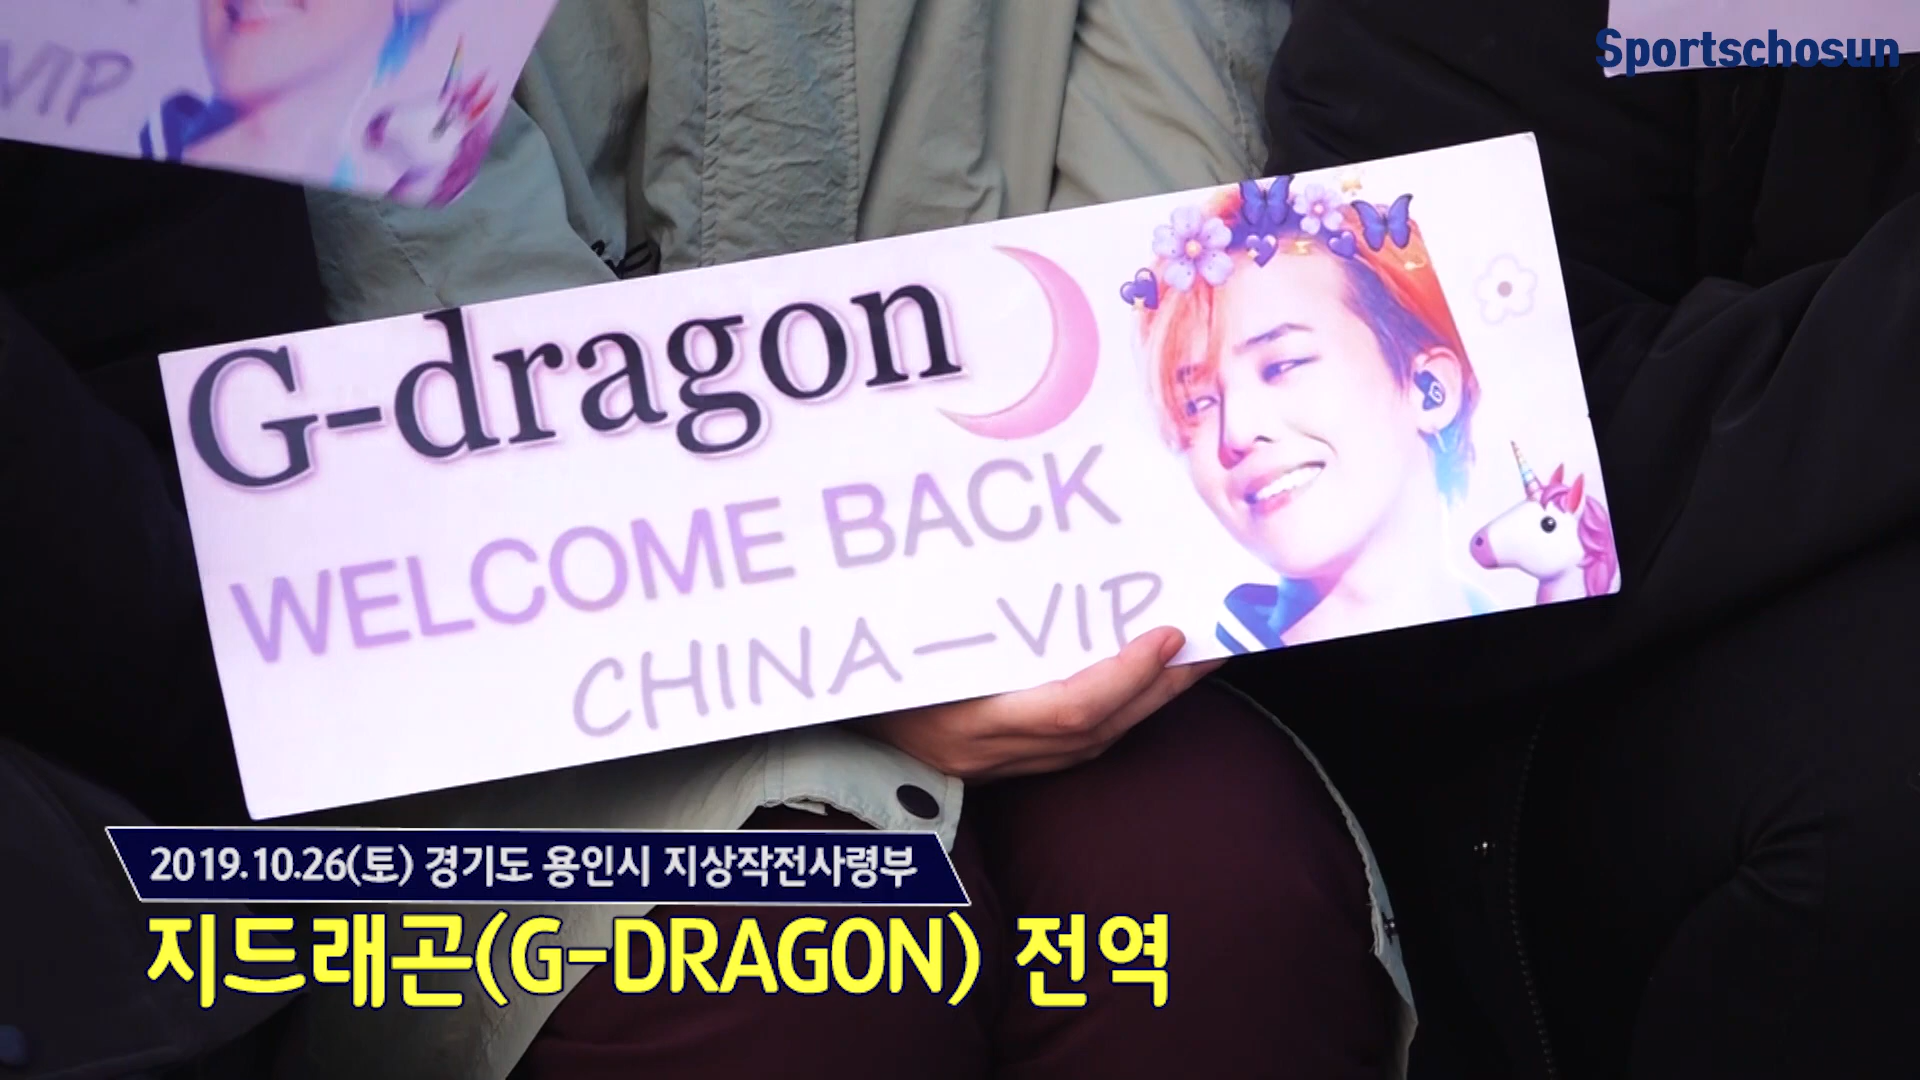 Sportschosun
VIP
G-dragon
WELCOME BACK
CHINA-VIP
2019.10.26(토) 경기도 용인시 지상작전사령부
지드래곤(G-DRAGON) 전역